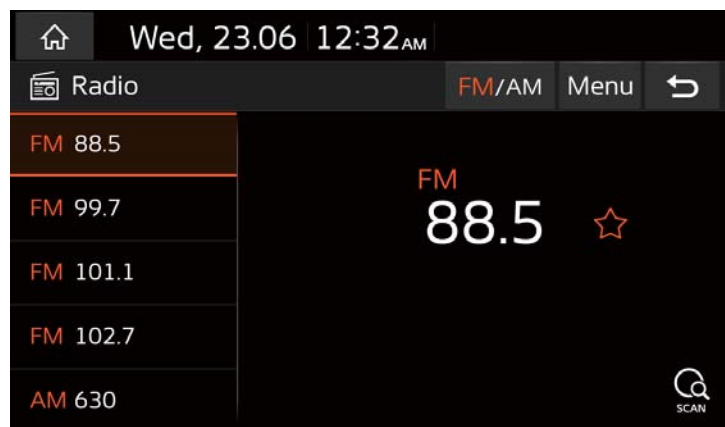 Wed, 23.06 12:32AM
Radio FM/AM Menu
FM 88.5
FM 99.7
FM 101.1
FM 102.7
AM 630
FM
88.5
SCAN